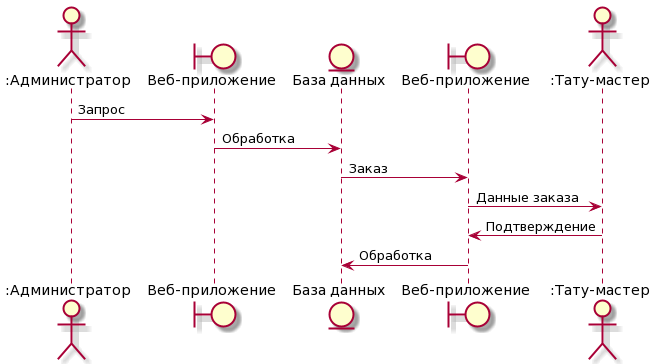 :Администратор Веб-приложение База данных Веб-приложение :Тату-мастер
Запрос
Обработка
Заказ
Данные заказа
Подтверждение
Обработка
:Администратор Веб-приложение База данных Веб-приложение :Тату-мастер